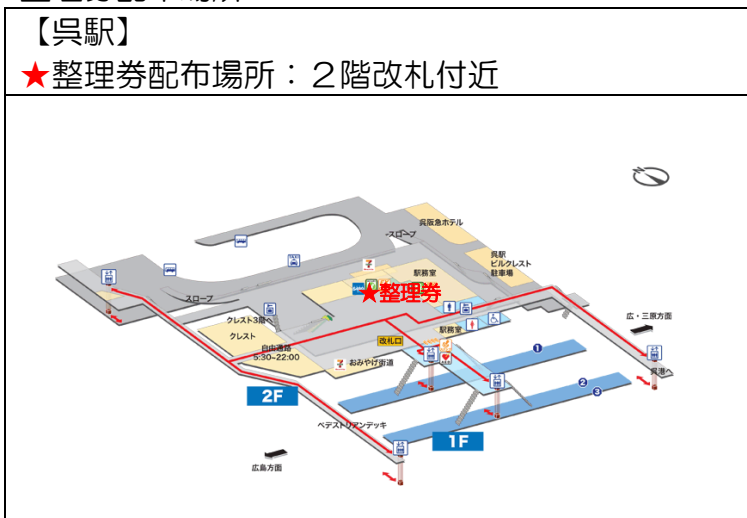 【呉駅】
★整理券配布場所：２階改札付近
呉阪急ホテル
スロープ
呉駅
ビルクレスト
駐車場
TAXI
7
駅務室
★整理券
スロープ
クレスト3階へ
クレスト
自由通路
5:30~22:00
改札口
駅務室
7 おみやげ街道
広・三原方面
呉港へ
1
2
3
2F
1F
ペデストリアンデッキ
広島方面